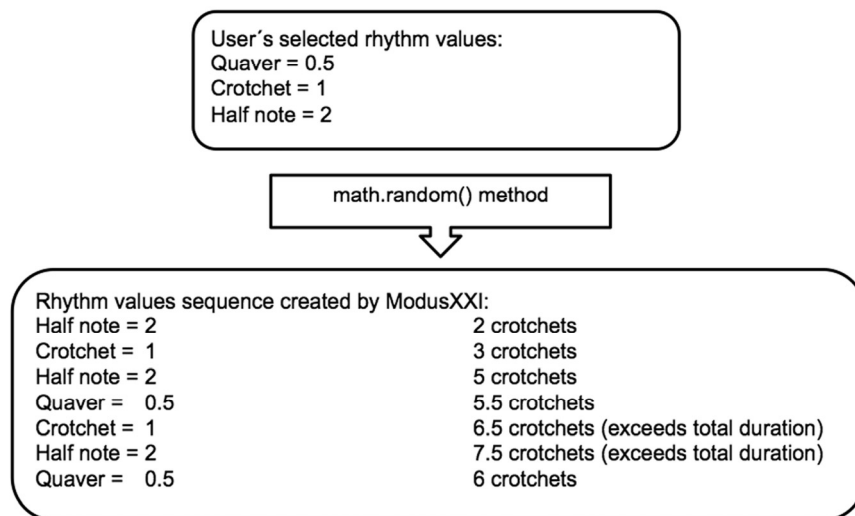 User´s selected rhythm values:
Quaver = 0.5
Crotchet = 1
Half note = 2
math.random() method
Rhythm values sequence created by ModusXXI:
Half note = 2 2 crotchets
Crotchet = 1 3 crotchets
Half note = 2 5 crotchets
Quaver = 0.5 5.5 crotchets
Crotchet = 1 6.5 crotchets (exceeds total duration)
Half note = 2 7.5 crotchets (exceeds total duration)
Quaver = 0.5 6 crotchets